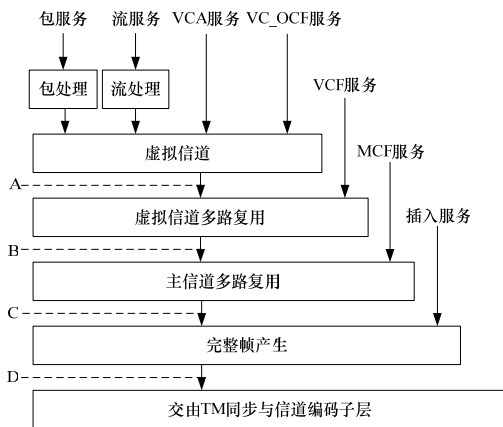 包服务
流服务
VCA服务
VC_OCF服务
包处理
流处理
VCF服务
虚拟信道
MCF服务
A
虚拟信道多路复用
插入服务
B
主信道多路复用
C
完整帧产生
D
交由TM同步与信道编码子层